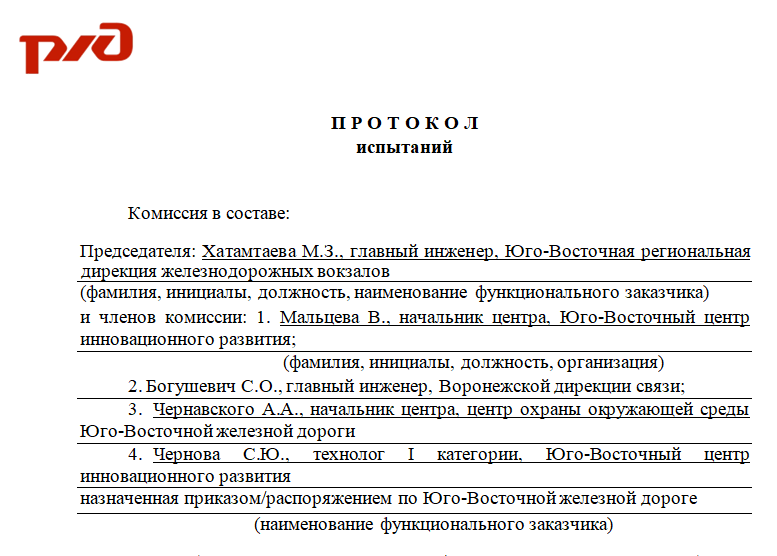 РЖД
П Р О Т О К О Л
испытаний
Комиссия в составе:
Председателя: Хатамтаева М.З., главный инженер, Юго-Восточная региональная
дирекция железнодорожных вокзалов
(фамилия, инициалы, должность, наименование функционального заказчика)
и членов комиссии: 1. Мальцева В., начальник центра, Юго-Восточный центр
инновационного развития;
(фамилия, инициалы, должность, организация)
2. Богушевич С.О., главный инженер, Воронежской дирекции связи;
3. Чернавского А.А., начальник центра, центр охраны окружающей среды
Юго-Восточной железной дороги
4. Чернова С.Ю., технолог I категории, Юго-Восточный центр
инновационного развития
назначенная приказом/распоряжением по Юго-Восточной железной дороге
(наименование функционального заказчика)